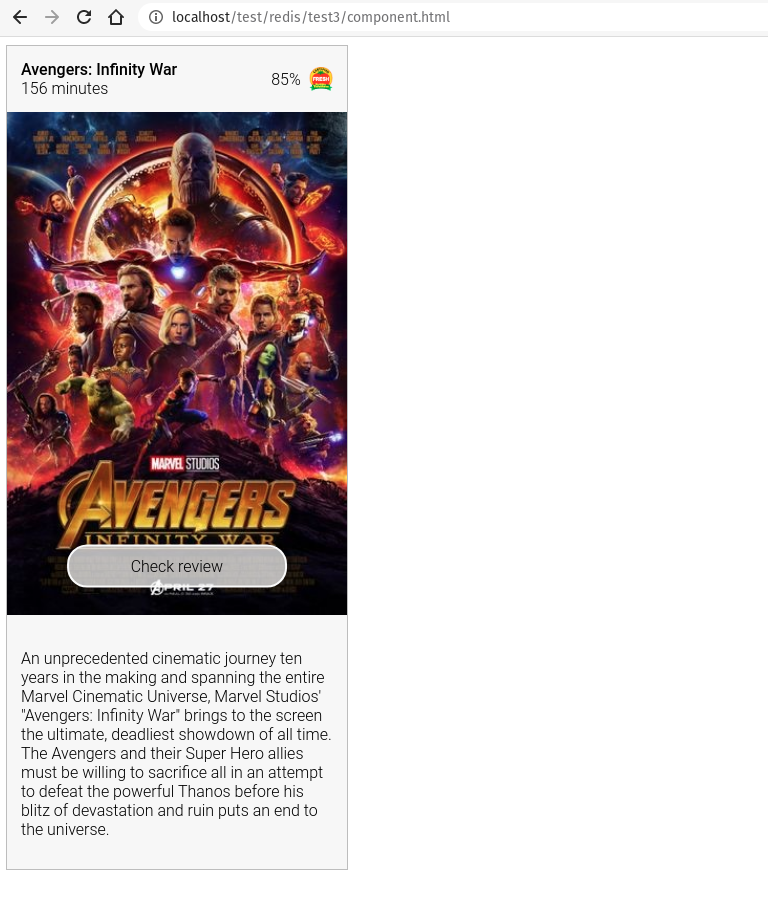 localhost/test/redis/test3/component.html
Avengers: Infinity War
156 minutes
85%
FRESH
MARVEL STUDIOS
AVENGERS
INFINITY WAR
Check review
APRIL 27
An unprecedented cinematic journey ten
years in the making and spanning the entire
Marvel Cinematic Universe, Marvel Studios'
"Avengers: Infinity War" brings to the screen
the ultimate, deadliest showdown of all time.
The Avengers and their Super Hero allies
must be willing to sacrifice all in an attempt
to defeat the powerful Thanos before his
blitz of devastation and ruin puts an end to
the universe.